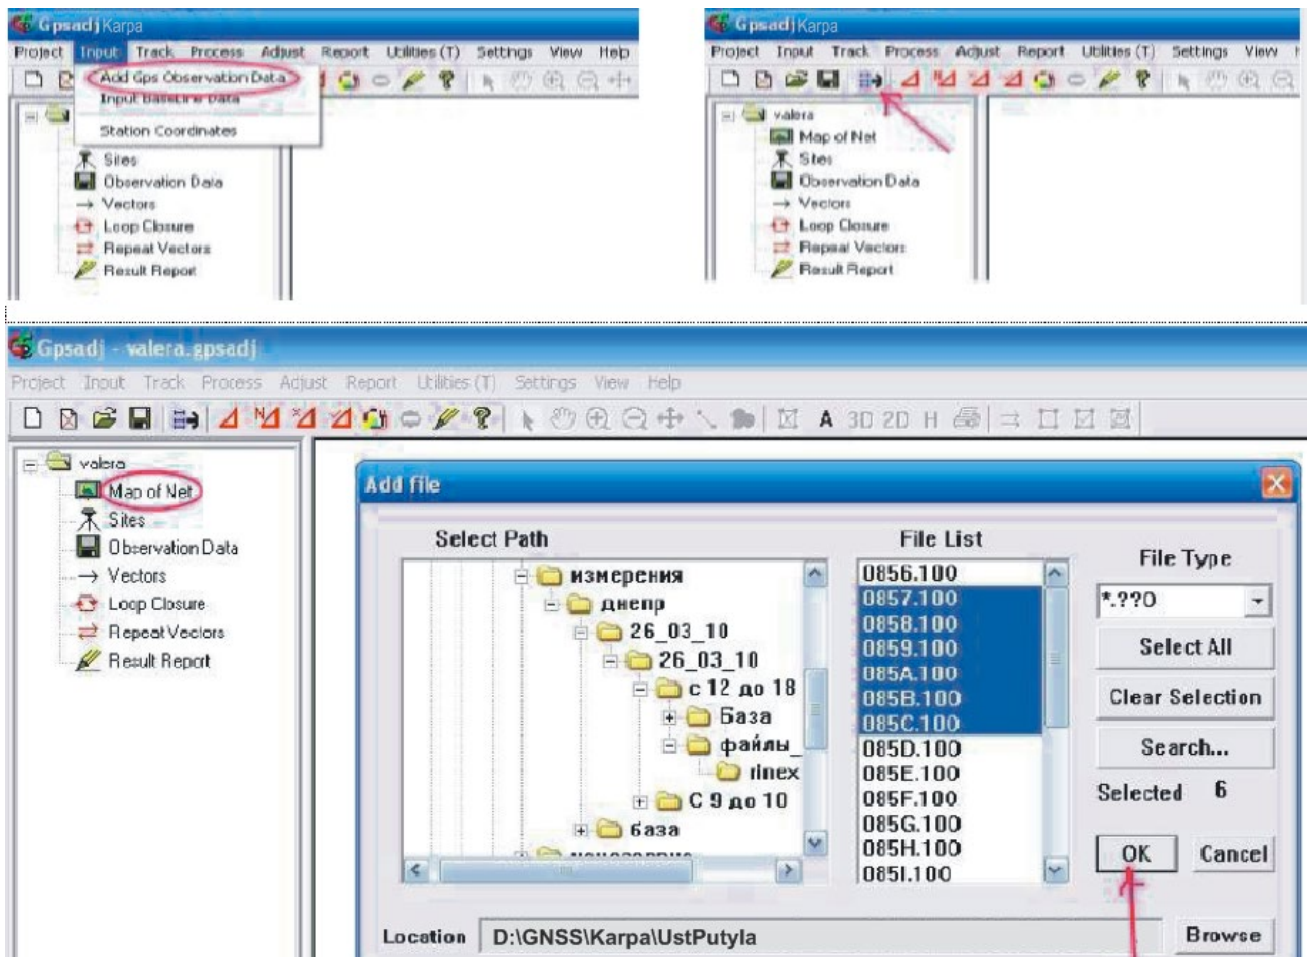 Gpsadj Karpa
Project Input Track Process Adjust Report Utilities (T) Settings View Help
Add Gps Observation Data
Input Baseline Data
Station Coordinates
Sites
Observation Data
Vectors
Loop Closure
Repeat Vectors
Result Report
Gpsadj Karpa
Project Input Track Process Adjust Report Utilities (T) Settings View
valera
Map of Net
Sites
Observation Data
Vectors
Loop Closure
Repeat Vectors
Result Report
Gpsadj - valera.gpsadj
Project Input Track Process Adjust Report Utilities (T) Settings View Help
A 3D 2D H
valera
Map of Net
Sites
Observation Data
Vectors
Loop Closure
Repeat Vectors
Result Report
Add file
Select Path
измерения
днепр
26_03_10
26_03_10
с 12 до 18
База
файлы_
rinex
С 9 до 10
база
File List
0856.100
0857.100
0858.100
0859.100
085A.100
085B.100
085C.100
085D.100
085E.100
085F.100
085G.100
085H.100
085I.100
File Type
*.??O
Select All
Clear Selection
Search...
Selected 6
OK Cancel
Location D:\GNSS\Karpa\UstPutyla Browse